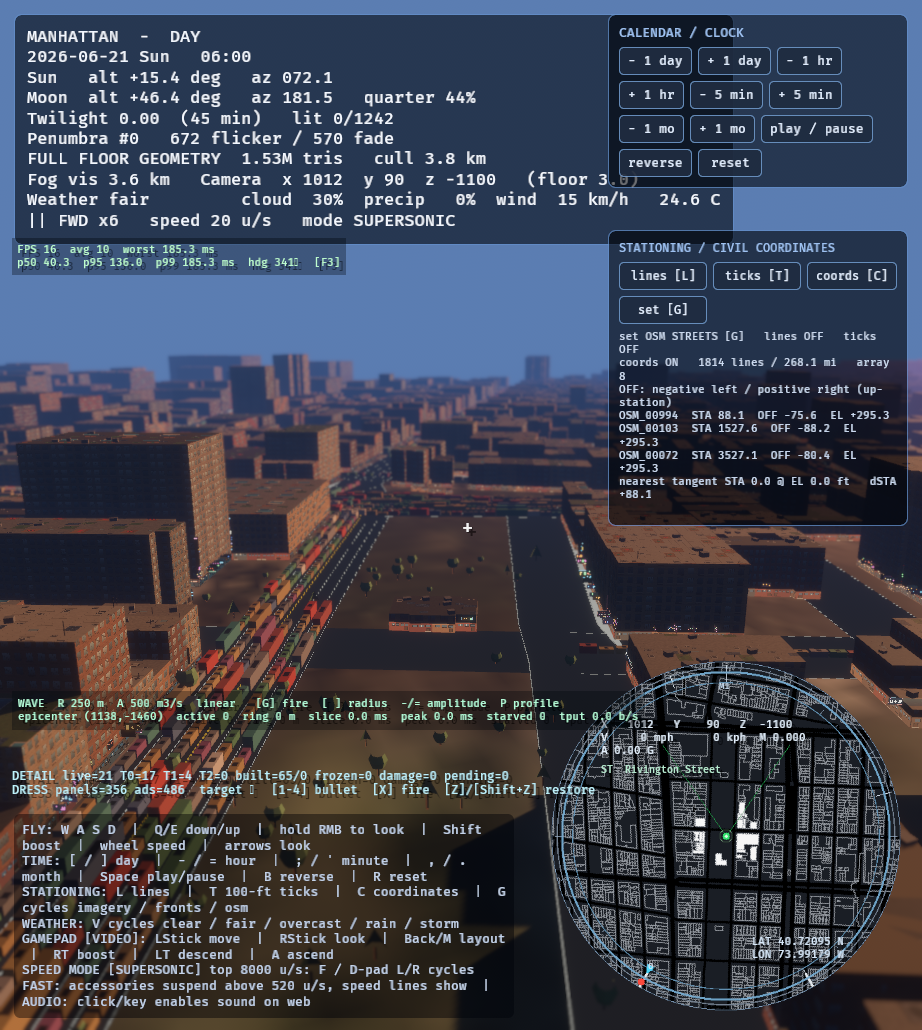 MANHATTAN - DAY
2026-06-21 Sun 06:00
Sun alt +15.4 deg az 072.1
Moon alt +46.4 deg az 181.5 quarter 44%
Twilight 0.00 (45 min) lit 0/1242
Penumbra #0 672 flicker / 570 fade
FULL FLOOR GEOMETRY 1.53M tris cull 3.8 km
Fog vis 3.6 km Camera x 1012 y 90 z -1100 (floor 3.0)
Weather fair cloud 30% precip 0% wind 15 km/h 24.6 C
|| FWD x6 speed 20 u/s mode SUPERSONIC
FPS 16 avg 10 worst 185.3 ms
p50 40.3 p95 136.0 p99 185.3 ms hdg 341 [F3]
CALENDAR / CLOCK
- 1 day + 1 day - 1 hr
+ 1 hr - 5 min + 5 min
- 1 mo + 1 mo play / pause
reverse reset
STATIONING / CIVIL COORDINATES
lines [L] ticks [T] coords [C]
set [G]
set OSM STREETS [G] lines OFF ticks
OFF
coords ON 1814 lines / 268.1 mi array
8
OFF: negative left / positive right (up-
station)
OSM_00994 STA 88.1 OFF -75.6 EL +295.3
OSM_00103 STA 1527.6 OFF -88.2 EL
+295.3
OSM_00072 STA 3527.1 OFF -80.4 EL
+295.3
nearest tangent STA 0.0 @ EL 0.0 ft dSTA
+88.1
WAVE R 250 m A 500 m3/s linear [G] fire [ ] radius -/= amplitude P profile
epicenter (1138,-1460) active 0 ring 0 m slice 0.0 ms peak 0.0 ms starved 0 tput 0.0 b/s
X 1012 Y 90 Z -1100
V 0 mph 0 kph M 0.000
A 0.00 G
ST Rivington Street
DETAIL live=21 T0=17 T1=4 T2=0 built=65/0 frozen=0 damage=0 pending=0
DRESS panels=356 ads=486 target [1-4] bullet [X] fire [Z]/[Shift+Z] restore
FLY: W A S D | Q/E down/up | hold RMB to look | Shift
boost | wheel speed | arrows look
TIME: [ / ] day | - / = hour | ; / ' minute | , / .
month | Space play/pause | B reverse | R reset
STATIONING: L lines | T 100-ft ticks | C coordinates | G
cycles imagery / fronts / osm
WEATHER: V cycles clear / fair / overcast / rain / storm
GAMEPAD [VIDEO]: LStick move | RStick look | Back/M layout
| RT boost | LT descend | A ascend
SPEED MODE [SUPERSONIC] top 8000 u/s: F / D-pad L/R cycles
FAST: accessories suspend above 520 u/s, speed lines show |
AUDIO: click/key enables sound on web
LAT 40.72095 N
LON 73.99179 W